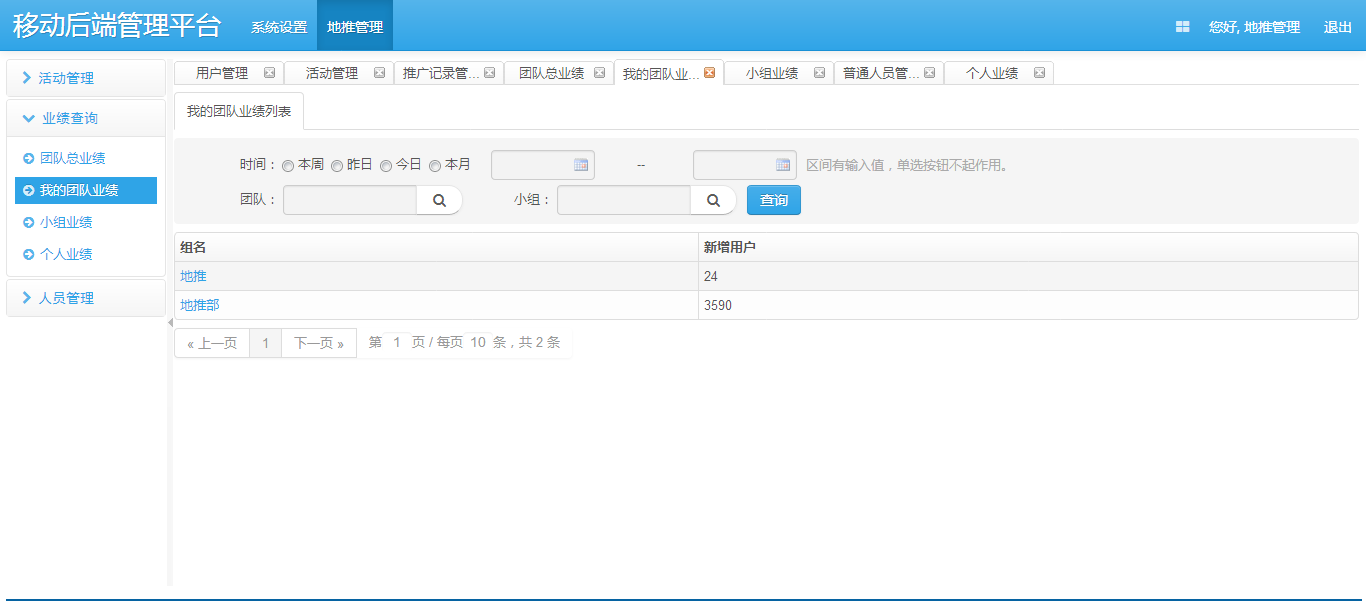 移动后端管理平台 系统设置 地推管理 您好, 地推管理 退出
活动管理
业绩查询
团队总业绩
我的团队业绩
小组业绩
个人业绩
人员管理
用户管理 活动管理 推广记录管... 团队总业绩 我的团队业... 小组业绩 普通人员管... 个人业绩
我的团队业绩列表
时间： 本周 昨日 今日 本月 -- 区间有输入值，单选按钮不起作用。
团队： 小组： 查询
组名 新增用户
地推 24
地推部 3590
« 上一页 1 下一页 » 第 1 页 / 每页 10 条，共 2 条